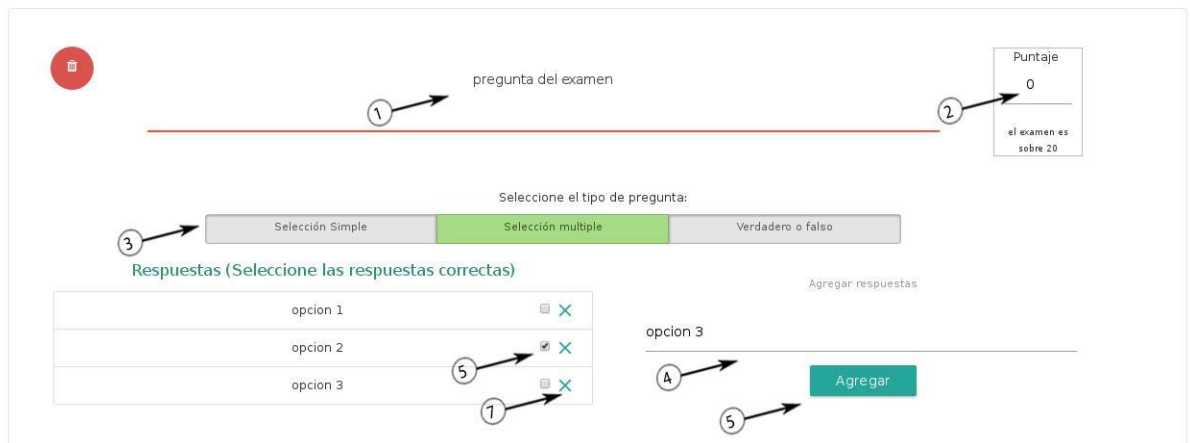 Puntaje
pregunta del examen
0
1
2
el examen es
sobre 20
Seleccione el tipo de pregunta:
3
Selección Simple
Selección multiple
Verdadero o falso
Respuestas (Seleccione las respuestas correctas)
opcion 1
opcion 2
5
opcion 3
7
Agregar respuestas
opcion 3
4
Agregar
5